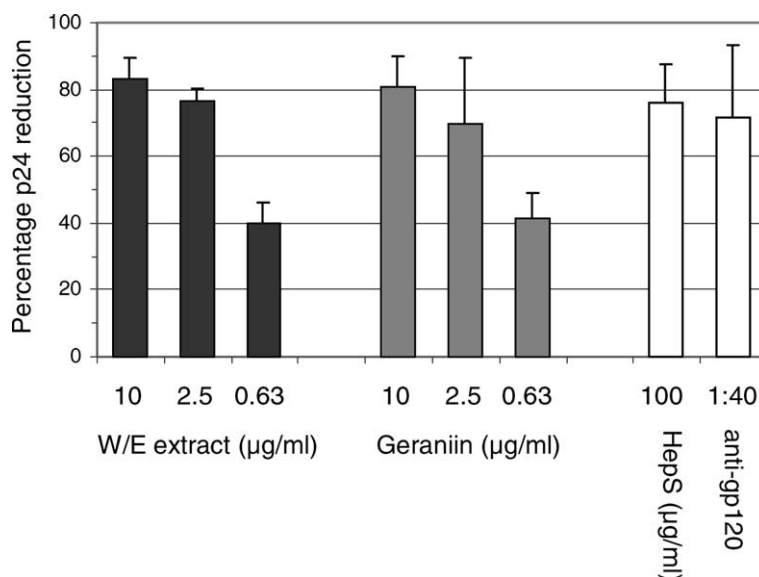 Percentage p24 reduction
100
80
60
40
20
0
10 2.5 0.63 10 2.5 0.63 100 1:40
W/E extract (µg/ml) Geraniin (µg/ml)
HepS (µg/ml)
anti-gp120